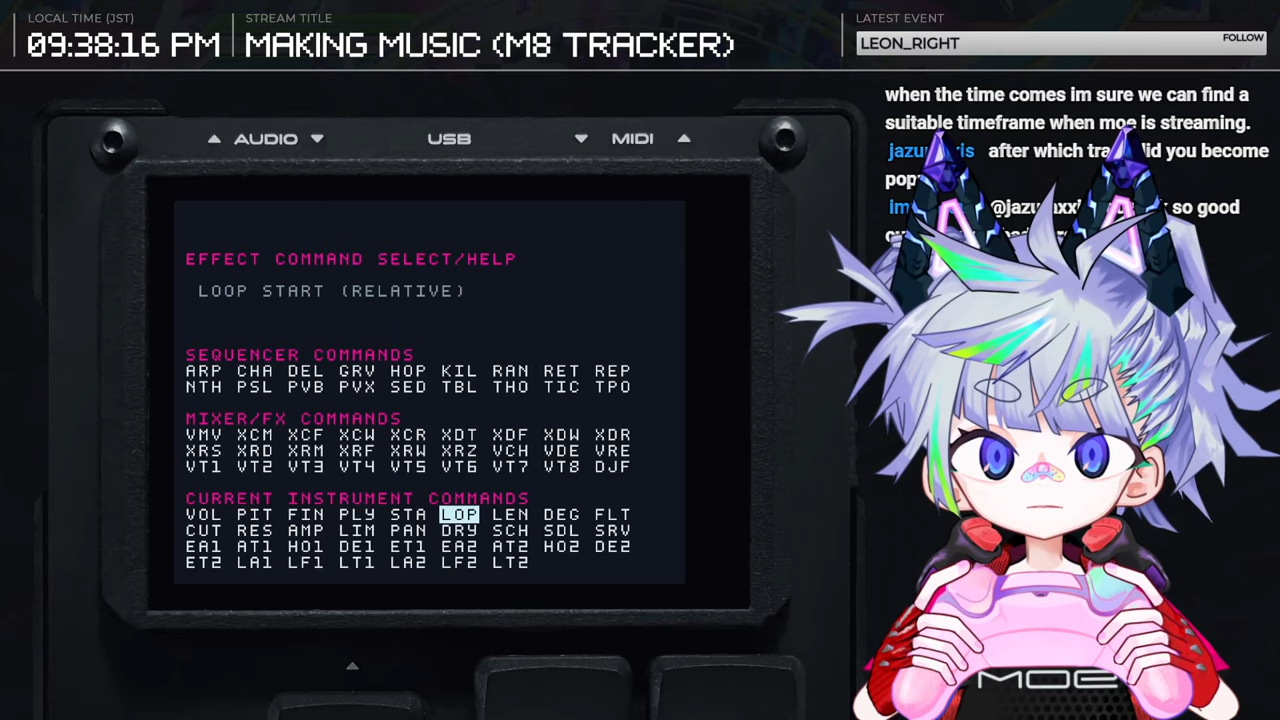 LOCAL TIME (JST)
09:38:16 PM
STREAM TITLE
MAKING MUSIC (M8 TRACKER)
LATEST EVENT
LEON_RIGHT
FOLLOW
when the time comes im sure we can find a
suitable timeframe when moe is streaming.
after which did you become
so good
AUDIO
USB
MIDI
EFFECT COMMAND SELECT/HELP
LOOP START (RELATIVE)
SEQUENCER COMMANDS
ARP CHA DEL GRV HOP KIL RAN RET REP
NTH PSL PVB PVX SED TBL THO TIC TPO
MIXER/FX COMMANDS
VMV XCM XCF XCW XCR XDT XDF XDW XDR
XRS XRD XRM XRF XRW XRZ VCH VDE VRE
VT1 VT2 VT3 VT4 VT5 VT6 VT7 VT8 DJF
CURRENT INSTRUMENT COMMANDS
VOL PIT FIN PLY STA LOP LEN DEG FLT
CUT RES AMP LIM PAN DRY SCH SDL SRV
EA1 AT1 HO1 DE1 ET1 EA2 AT2 HO2 DE2
ET2 LA1 LF1 LT1 LA2 LF2 LT2
MOE